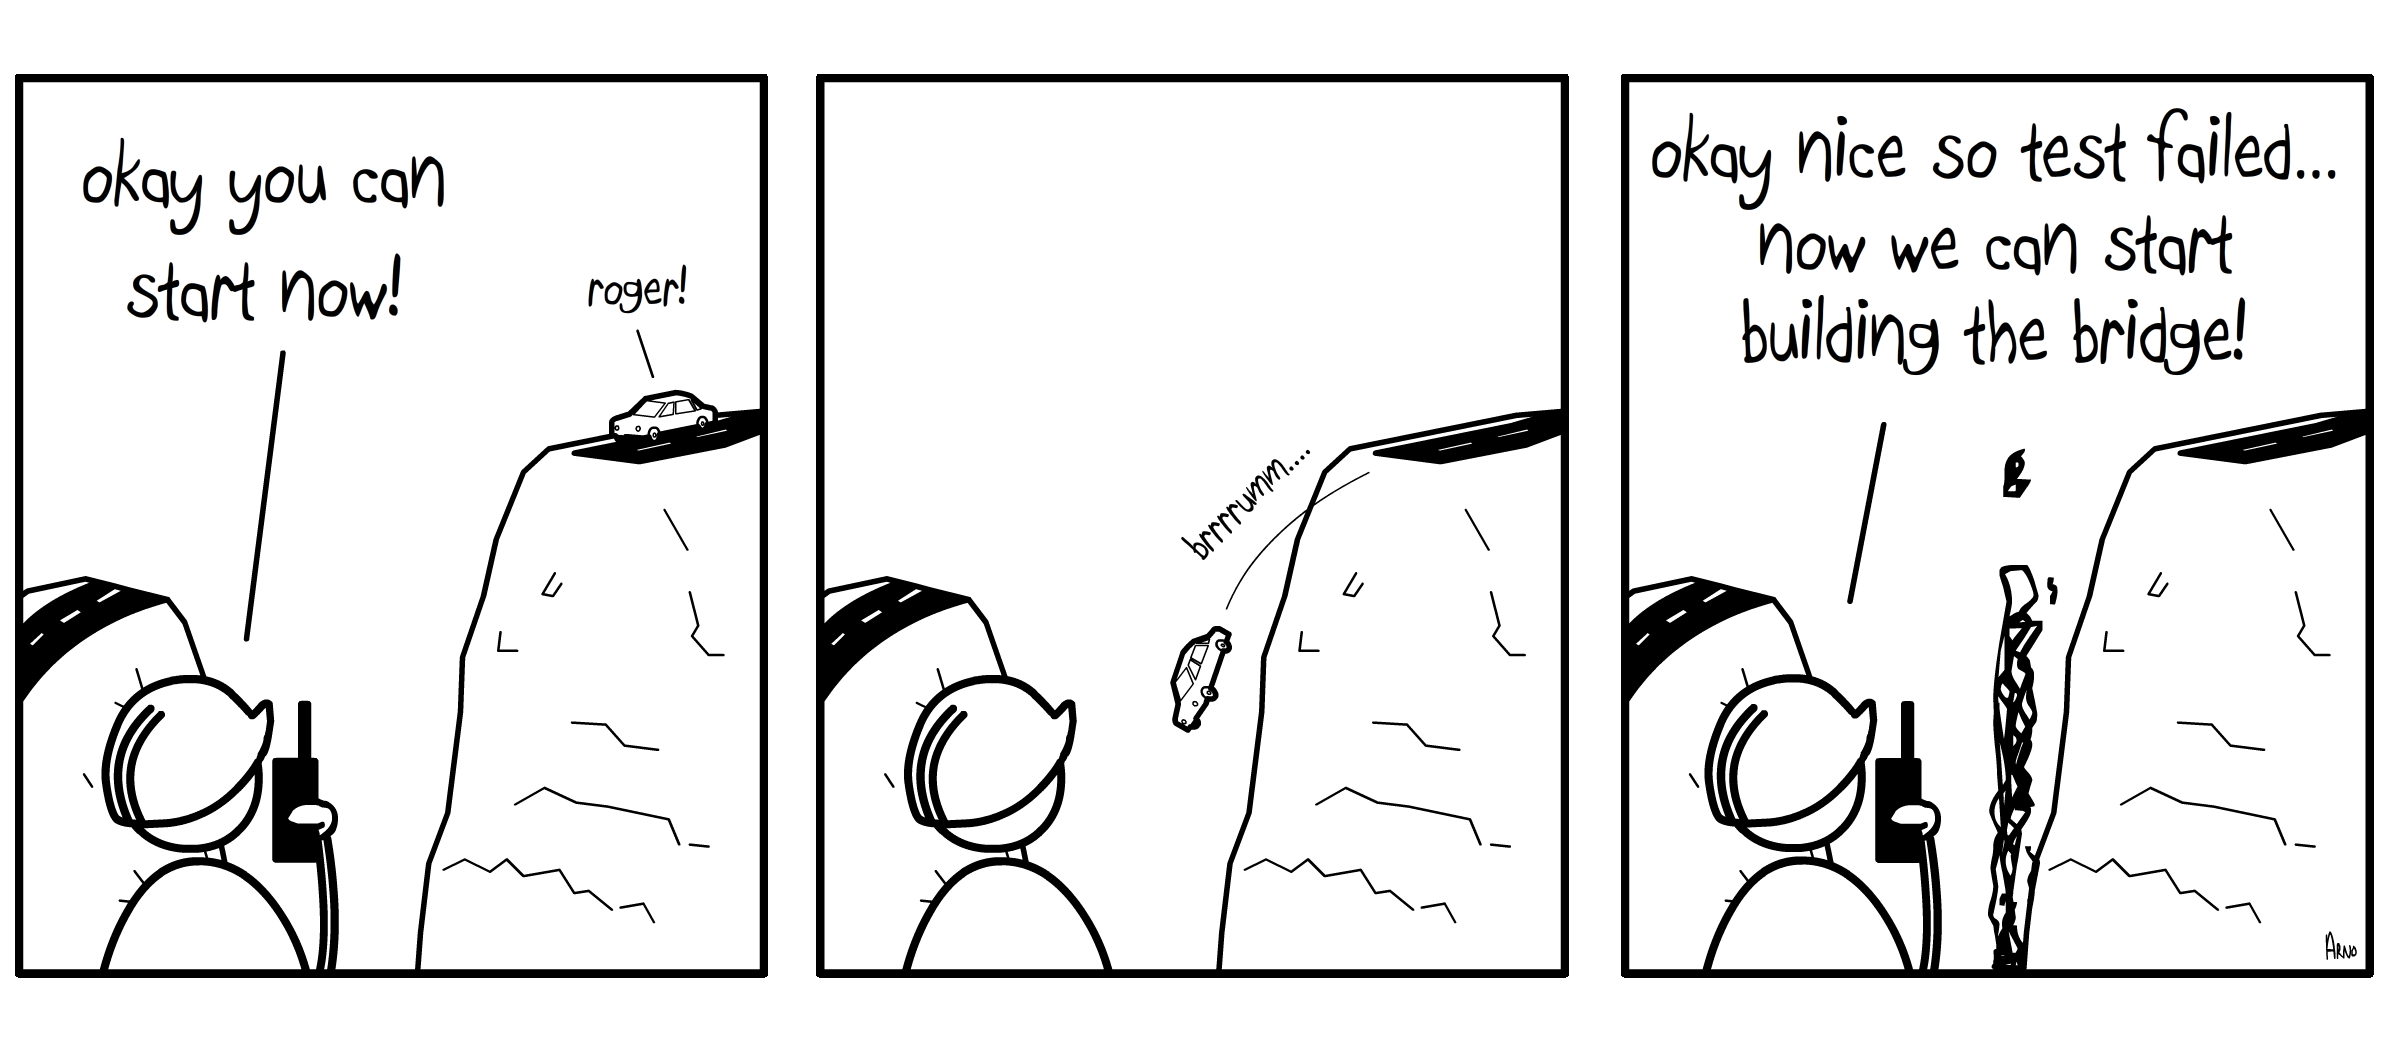 okay you can
start now!
roger!
brrrrumm....
okay nice so test failed...
now we can start
building the bridge!
Arno